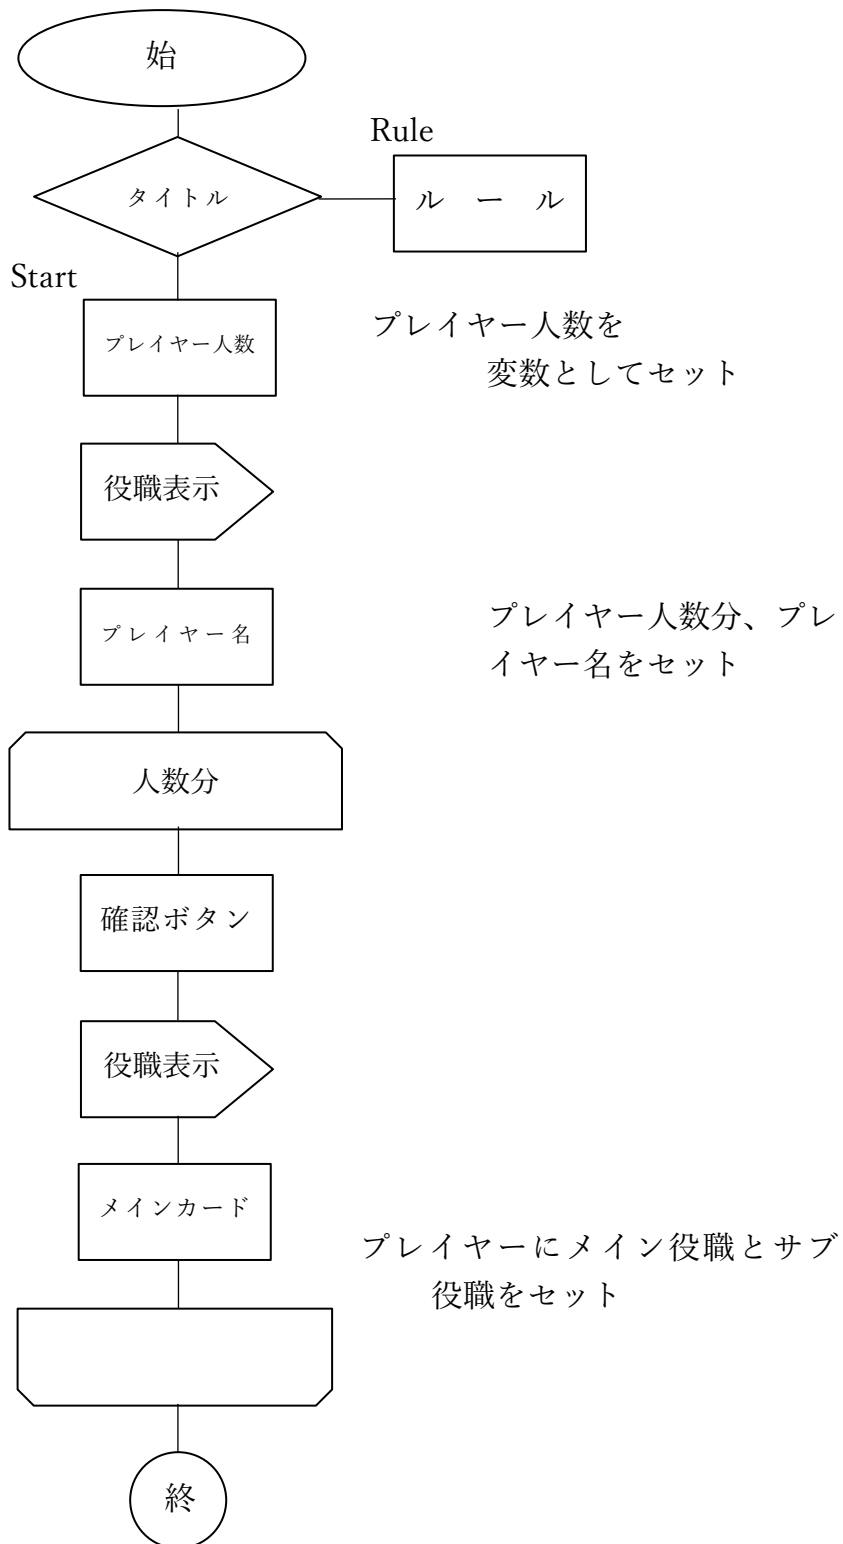 始
Rule
タイトル
ルール
Start
プレイヤー人数
プレイヤー人数を
変数としてセット
役職表示
プレイヤー名
プレイヤー人数分、プレ
イヤー名をセット
人数分
確認ボタン
役職表示
メインカード
プレイヤーにメイン役職とサブ
役職をセット
終